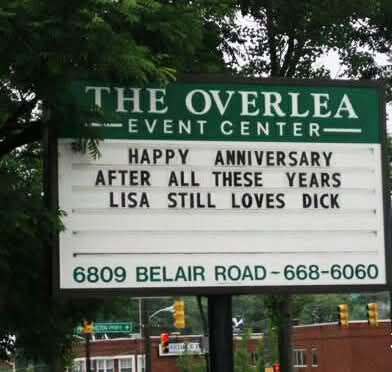 THE OVERLEA
EVENT CENTER
HAPPY ANNIVERSARY
AFTER ALL THESE YEARS
LISA STILL LOVES DICK
6809 BELAIR ROAD ~ 668-6060